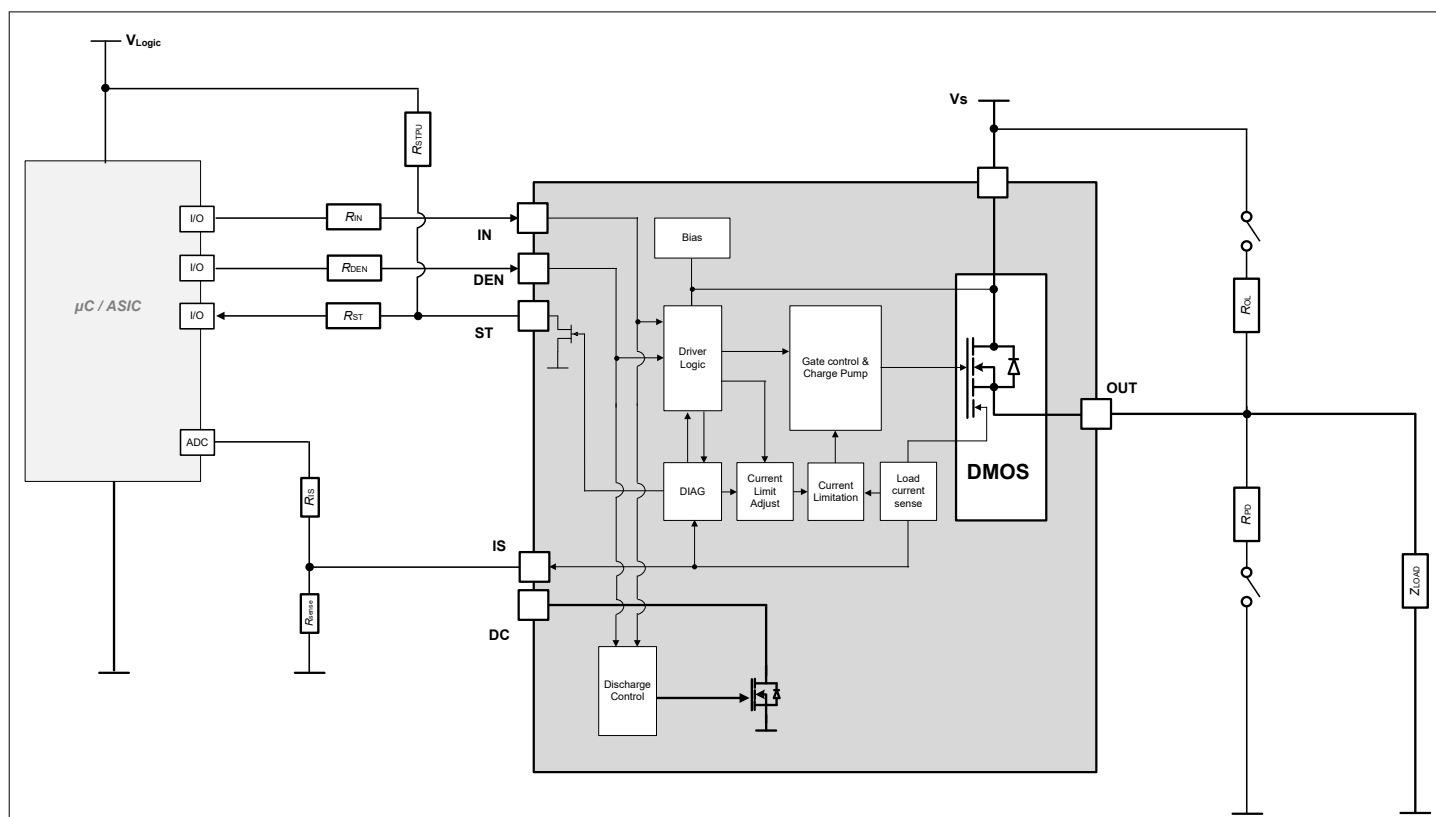 VLogic
Vs
RSTPU
I/O
RIN
IN
I/O
RDEN
DEN
µC / ASIC
I/O
RST
ST
Bias
Driver
Logic
Gate control &
Charge Pump
ROL
OUT
ADC
DMOS
RIS
DIAG
Current
Limit
Adjust
Current
Limitation
Load
current
sense
RPD
IS
Rsense
DC
ZLOAD
Discharge
Control